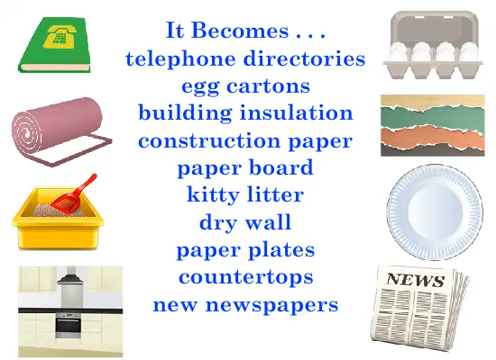 It Becomes . . .
telephone directories
egg cartons
building insulation
construction paper
paper board
kitty litter
dry wall
paper plates
countertops
new newspapers
NEWS